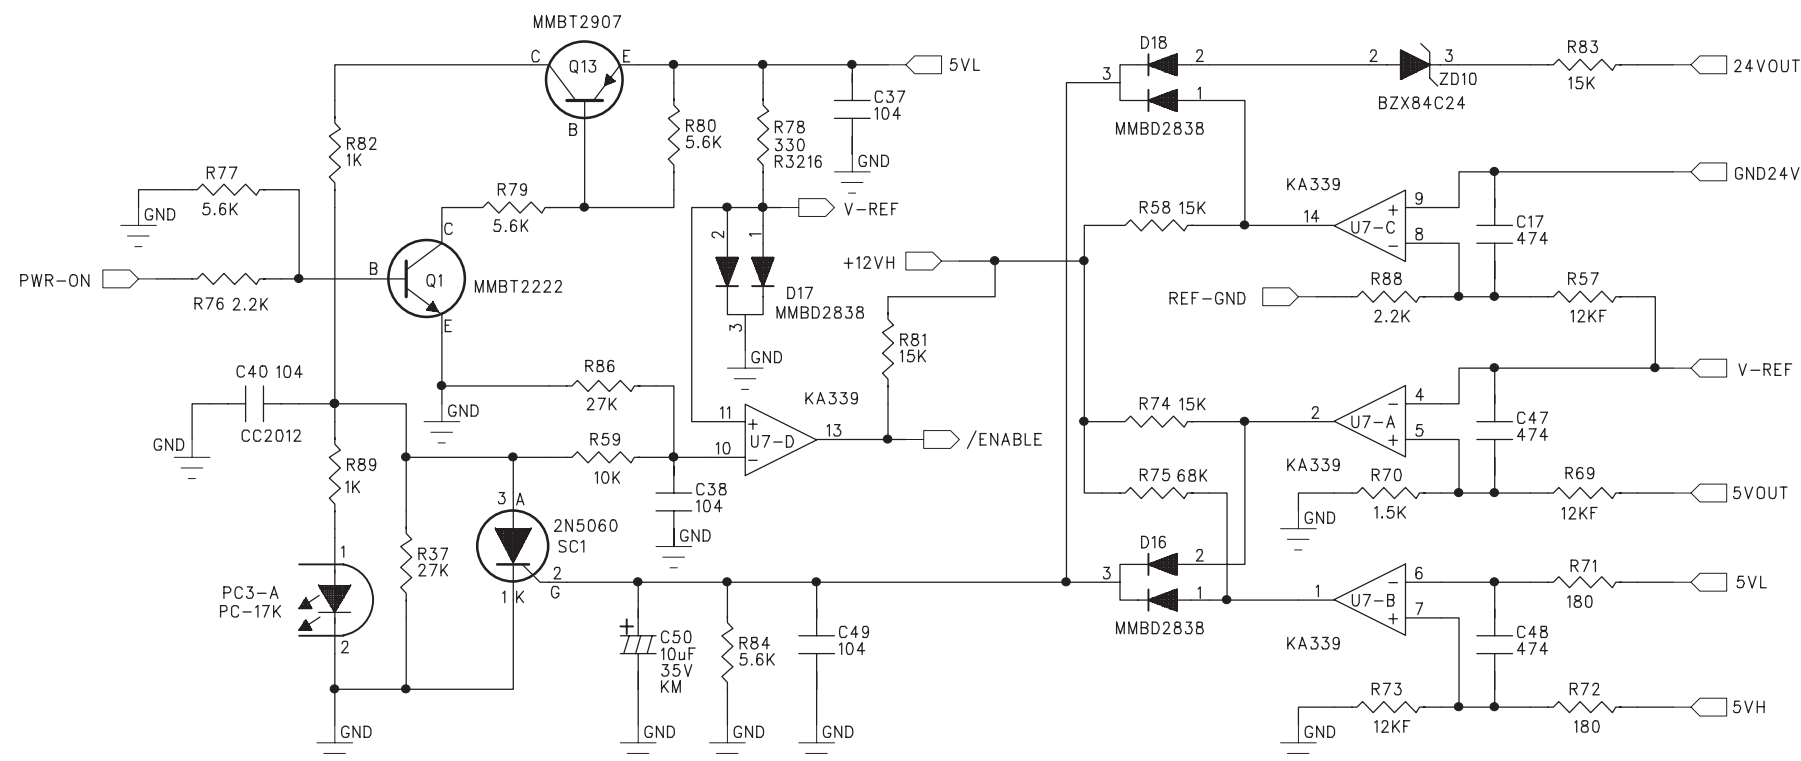 MMBT2907
C
E
Q13
B
5VL
C37
104
GND
R82
1K
R80
5.6K
R78
330
R3216
R77
5.6K
GND
R79
5.6K
V-REF
2
1
PWR-ON
R76 2.2K
B
C
Q1
E
MMBT2222
D17
MMBD2838
3
GND
+12VH
R81
15K
C40 104
CC2012
GND
GND
R86
27K
KA339
11
+
U7-D
10
−
13
/ENABLE
R59
10K
R89
1K
C38
104
GND
3 A
2N5060
SC1
2
G
1 K
R37
27K
PC3-A
PC-17K
1
2
GND
+
C50
10uF
35V
KM
GND
R84
5.6K
GND
C49
104
GND
D18
3
2
1
MMBD2838
2
3
ZD10
BZX84C24
R83
15K
24VOUT
KA339
GND24V
R58 15K
14
U7-C
+
−
9
8
C17
474
REF-GND
R88
2.2K
R57
12KF
V-REF
R74 15K
2
U7-A
−
+
4
5
C47
474
KA339
R75 68K
R70
1.5K
GND
R69
12KF
5VOUT
D16
3
2
1
MMBD2838
1
U7-B
−
+
6
7
KA339
R71
180
5VL
C48
474
R73
12KF
GND
R72
180
5VH